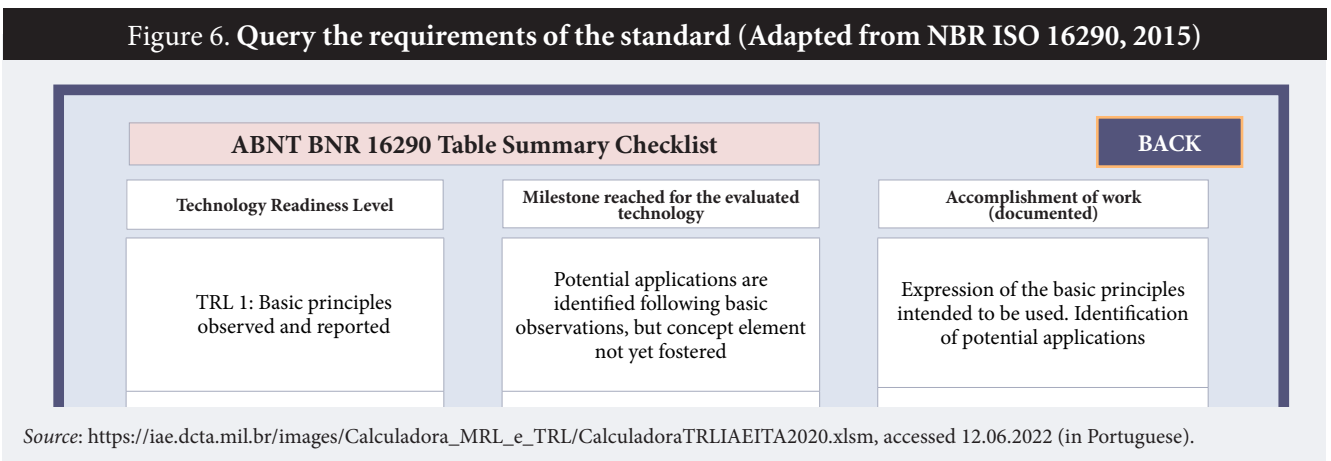 Figure 6. Query the requirements of the standard (Adapted from NBR ISO 16290, 2015)
ABNT BNR 16290 Table Summary Checklist
BACK
Technology Readiness Level
Milestone reached for the evaluated
technology
Accomplishment of work
(documented)
TRL 1: Basic principles
observed and reported
Potential applications are
identified following basic
observations, but concept element
not yet fostered
Expression of the basic principles
intended to be used. Identification
of potential applications
Source: https://iae.dcta.mil.br/images/Calculadora_MRL_e_TRL/CalculadoraTRLIAEITA2020.xlsm, accessed 12.06.2022 (in Portuguese).